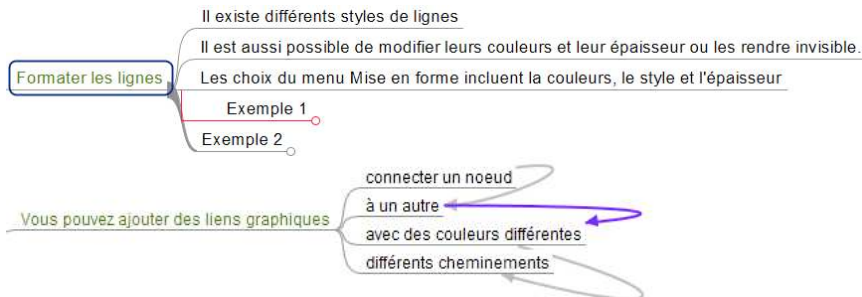 Il existe différents styles de lignes
Il est aussi possible de modifier leurs couleurs et leur épaisseur ou les rendre invisible.
Formater les lignes
Les choix du menu Mise en forme incluent la couleurs, le style et l'épaisseur
Exemple 1
Exemple 2
connecter un noeud
à un autre
Vous pouvez ajouter des liens graphiques
avec des couleurs différentes
différents cheminements